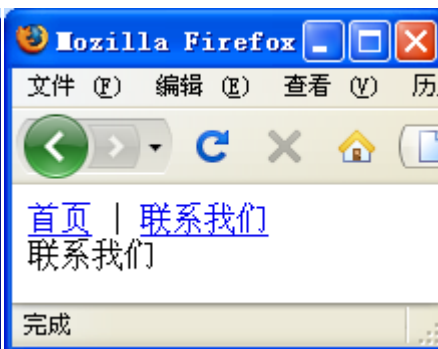 Mozilla Firefox
文件 (F) 编辑 (E) 查看 (V) 历
首页 | 联系我们
联系我们
完成